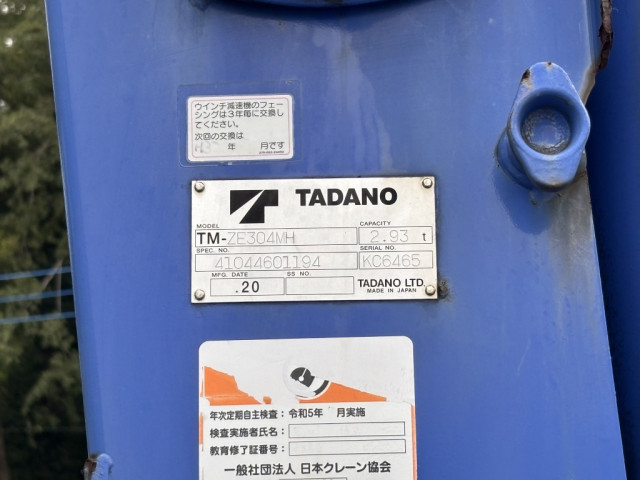 ウインチ減速機のフェー
シングは3年毎に交換し
てください。
次回の交換は
年 月です
TADANO
MODEL CAPACITY
TM-ZE304MH 2.93 t
SPEC. NO. SERIAL NO.
41044601194 KC6465
MFG. DATE SS NO. TADANO LTD.
.20 MADE IN JAPAN
年次定期自主検査:令和5年 月実施
検査実施者氏名:
教育修了証番号:
一般社団法人 日本クレーン協会